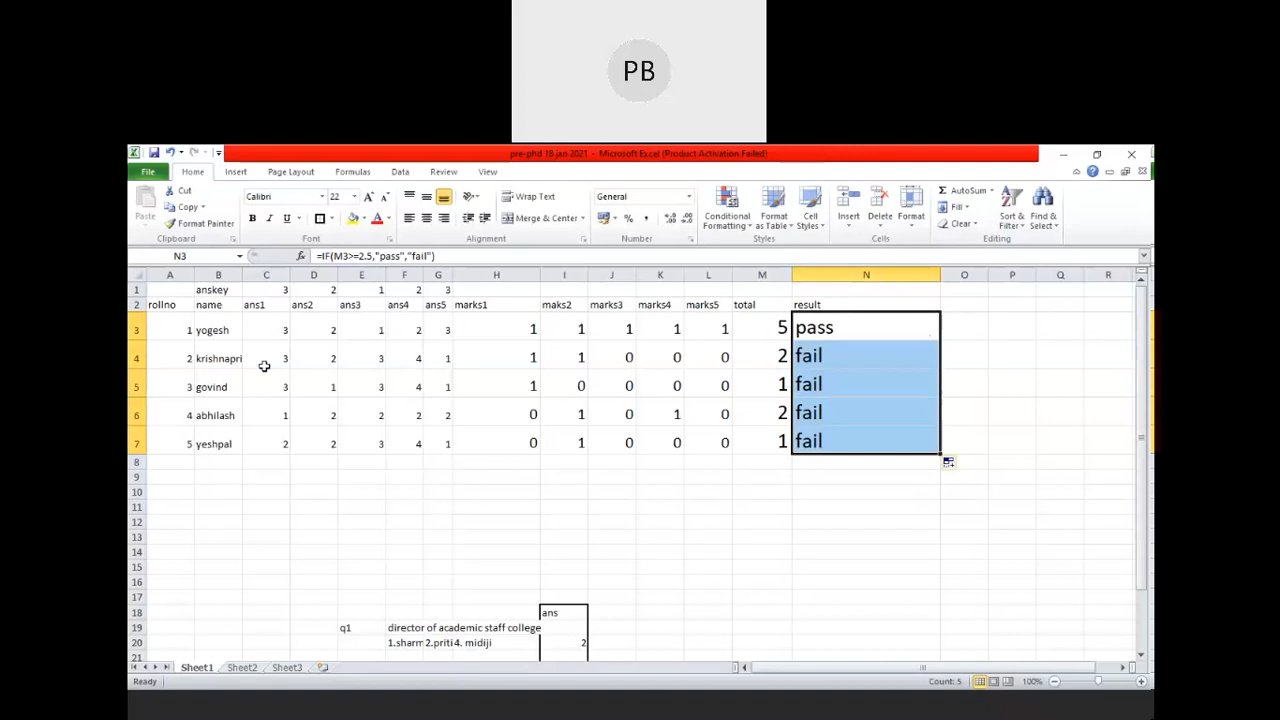 PB
pre-phd 18 jan 2021 - Microsoft Excel (Product Activation Failed)
File Home Insert Page Layout Formulas Data Review View
Cut Calibri 22 Wrap Text General AutoSum
Copy Fill
Paste Format Painter Merge & Center Conditional Formatting Format as Table Cell Styles Insert Delete Format Clear Sort & Filter Find & Select
Clipboard Font Alignment Number Styles Cells Editing
N3 fx =IF(M3>=2.5,"pass","fail")
A B C D E F G H I J K L M N O P Q R
1 anskey 3 2 1 2 3
2 rollno name ans1 ans2 ans3 ans4 ans5 marks1 maks2 marks3 marks4 marks5 total result
3 1 yogesh 3 2 1 2 3 1 1 1 1 1 5 pass
4 2 krishnapri 3 2 3 4 1 1 1 0 0 0 2 fail
5 3 govind 3 1 3 4 1 1 0 0 0 0 1 fail
6 4 abhilash 1 2 2 2 2 0 1 0 1 0 2 fail
7 5 yeshpal 2 2 3 4 1 0 1 0 0 0 1 fail
8
9
10
11
12
13
14
15
16
17
18 ans
19 q1 director of academic staff college
20 1.sharm 2.priti 4. midiji 2
21
Sheet1 Sheet2 Sheet3
Ready Count: 5 100%